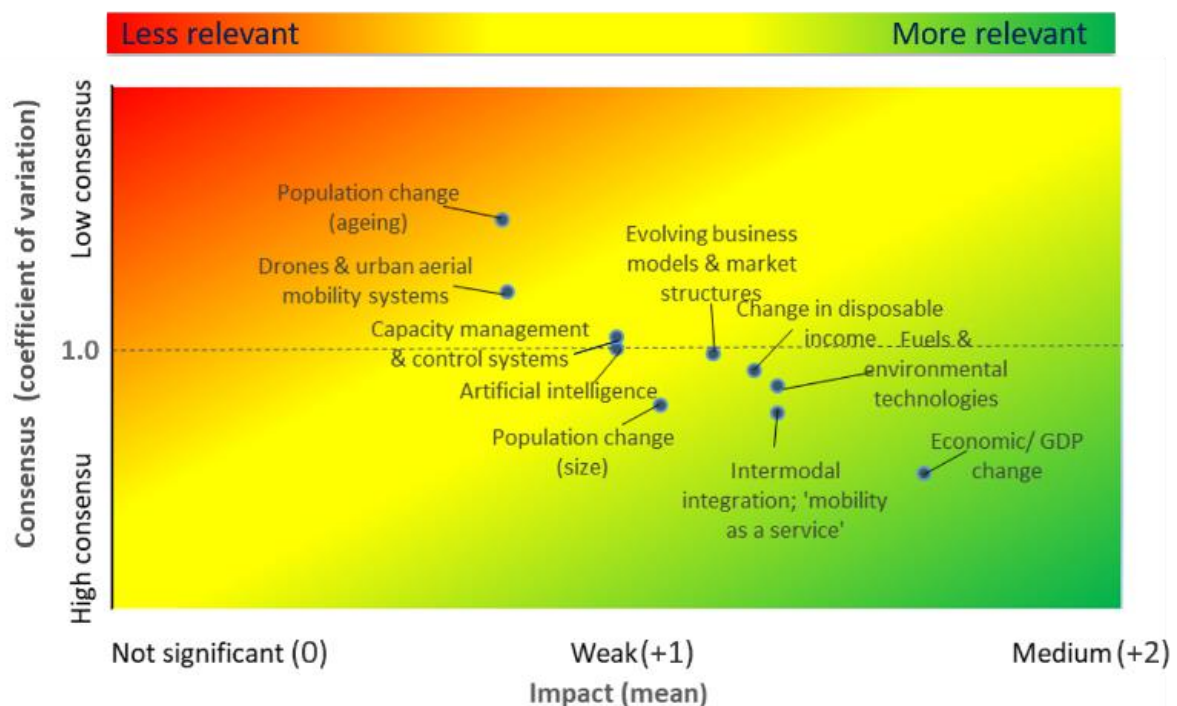 Less relevant
More relevant
Consensus (coefficient of variation)
Low consensus
1.0
High consensu
Population change
(ageing)
Drones & urban aerial
mobility systems
Capacity management
& control systems
Artificial intelligence
Population change
(size)
Evolving business
models & market
structures
Change in disposable
income
Fuels &
environmental
technologies
Intermodal
integration; 'mobility
as a service'
Economic/ GDP
change
Not significant (0)
Weak (+1)
Medium (+2)
Impact (mean)